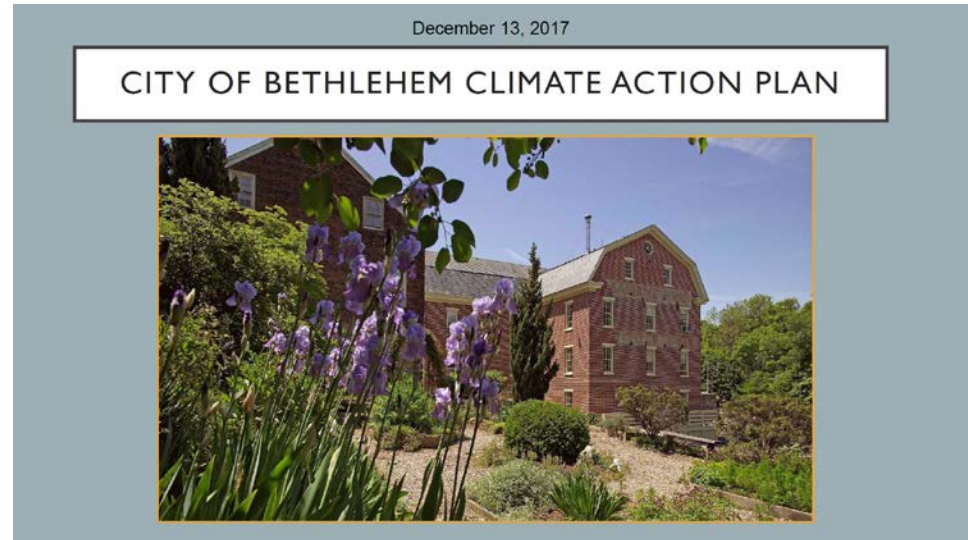 December 13, 2017
CITY OF BETHLEHEM CLIMATE ACTION PLAN